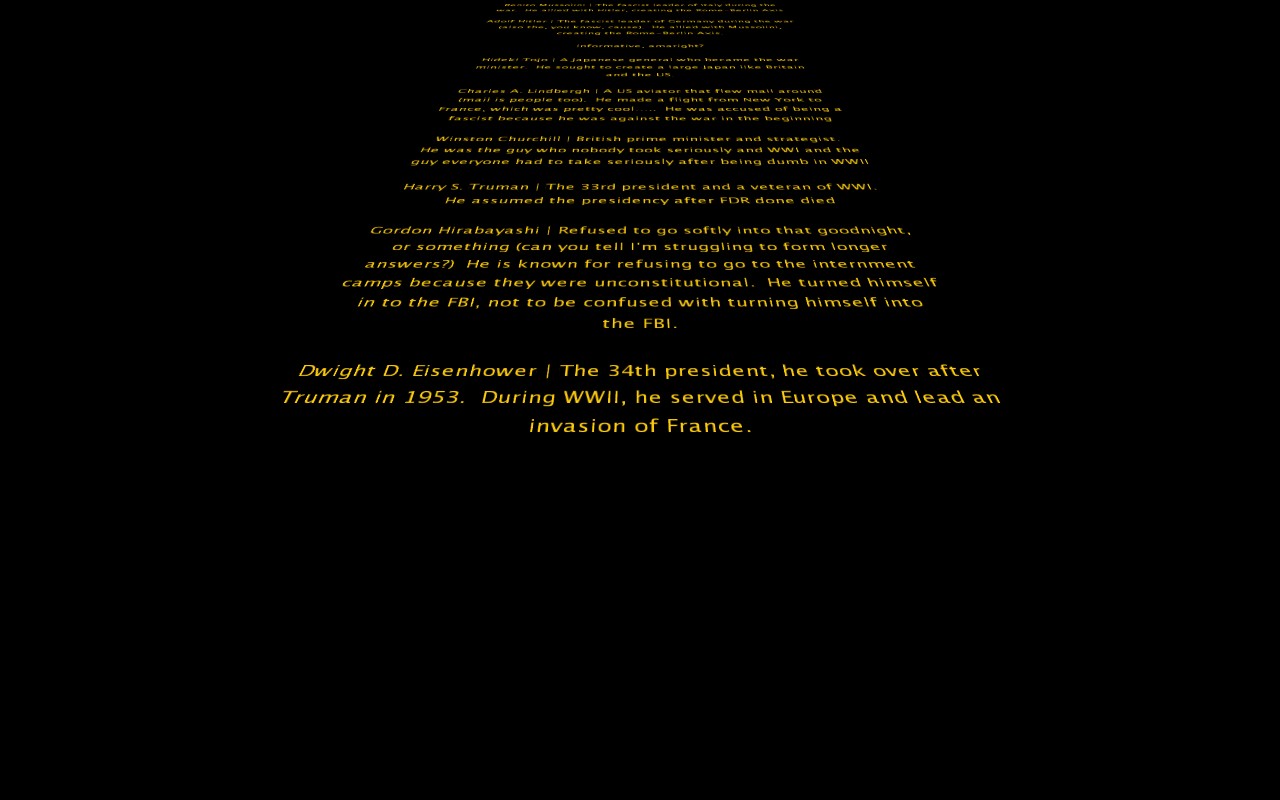 Benito Mussolini | The fascist leader of Italy during the
war.  He allied with Hitler, creating the Rome-Berlin Axis
Adolf Hitler | The fascist leader of Germany during the war
(also the, you know, cause).  He allied with Mussolini,
creating the Rome-Berlin Axis.
informative, amaright?
Hideki Tojo | A Japanese general who became the war
minister.  He sought to create a large Japan like Britain
and the US.
Charles A. Lindbergh | A US aviator that flew mail around
(mail is people too).  He made a flight from New York to
France, which was pretty cool.....  He was accused of being a
fascist because he was against the war in the beginning
Winston Churchill | British prime minister and strategist.
He was the guy who nobody took seriously and WWI and the
guy everyone had to take seriously after being dumb in WWII
Harry S. Truman | The 33rd president and a veteran of WWI.
He assumed the presidency after FDR done died
Gordon Hirabayashi | Refused to go softly into that goodnight,
or something (can you tell I'm struggling to form longer
answers?)  He is known for refusing to go to the internment
camps because they were unconstitutional.  He turned himself
in to the FBI, not to be confused with turning himself into
the FBI.
Dwight D. Eisenhower | The 34th president, he took over after
Truman in 1953.  During WWII, he served in Europe and lead an
invasion of France.